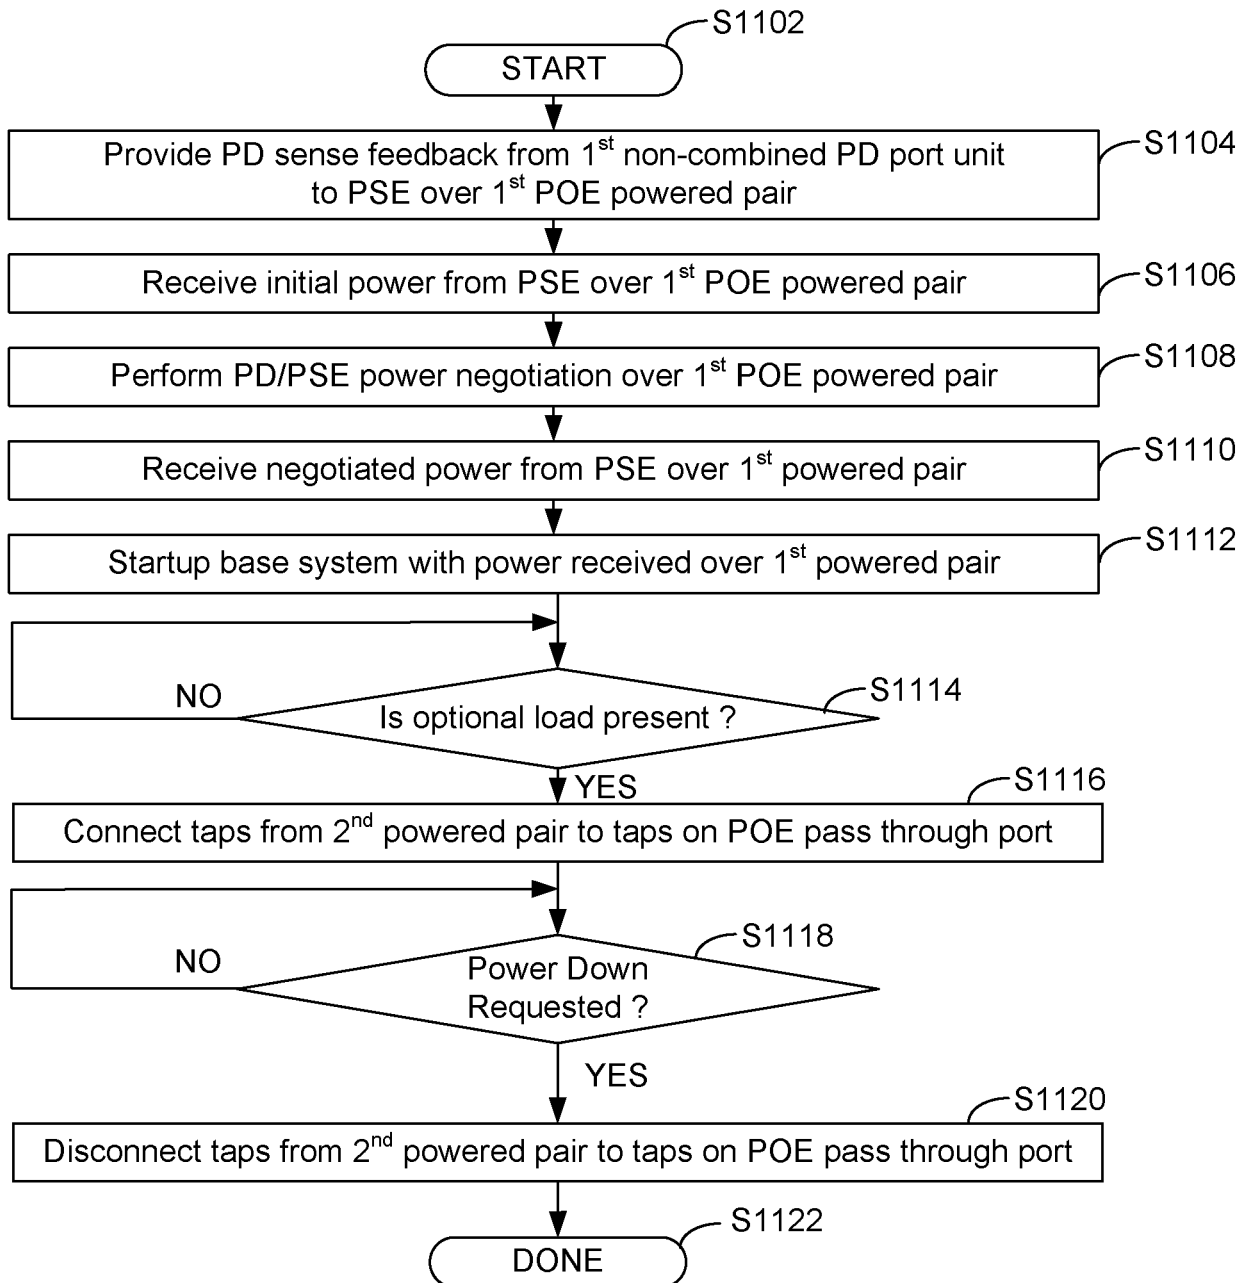 S1102
START
S1104
Provide PD sense feedback from 1st non-combined PD port unit
to PSE over 1st POE powered pair
S1106
Receive initial power from PSE over 1st POE powered pair
S1108
Perform PD/PSE power negotiation over 1st POE powered pair
S1110
Receive negotiated power from PSE over 1st powered pair
S1112
Startup base system with power received over 1st powered pair
S1114
NO
Is optional load present ?
YES
S1116
Connect taps from 2nd powered pair to taps on POE pass through port
S1118
NO
Power Down
Requested ?
YES
S1120
Disconnect taps from 2nd powered pair to taps on POE pass through port
S1122
DONE